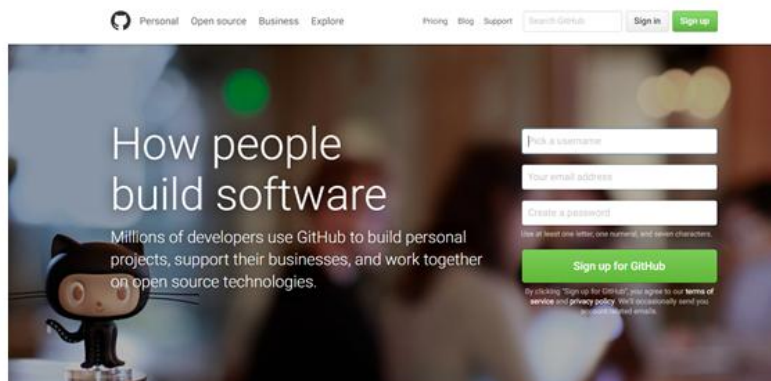 Personal Open source Business Explore Pricing Blog Support Search GitHub Sign in Sign up
How people
build software
Millions of developers use GitHub to build personal
projects, support their businesses, and work together
on open source technologies.
Pick a username
Your email address
Create a password
Use at least one letter, one numeral, and seven characters.
Sign up for GitHub
By clicking "Sign up for GitHub", you agree to our terms of
service and privacy policy. We'll occasionally send you
account related emails.